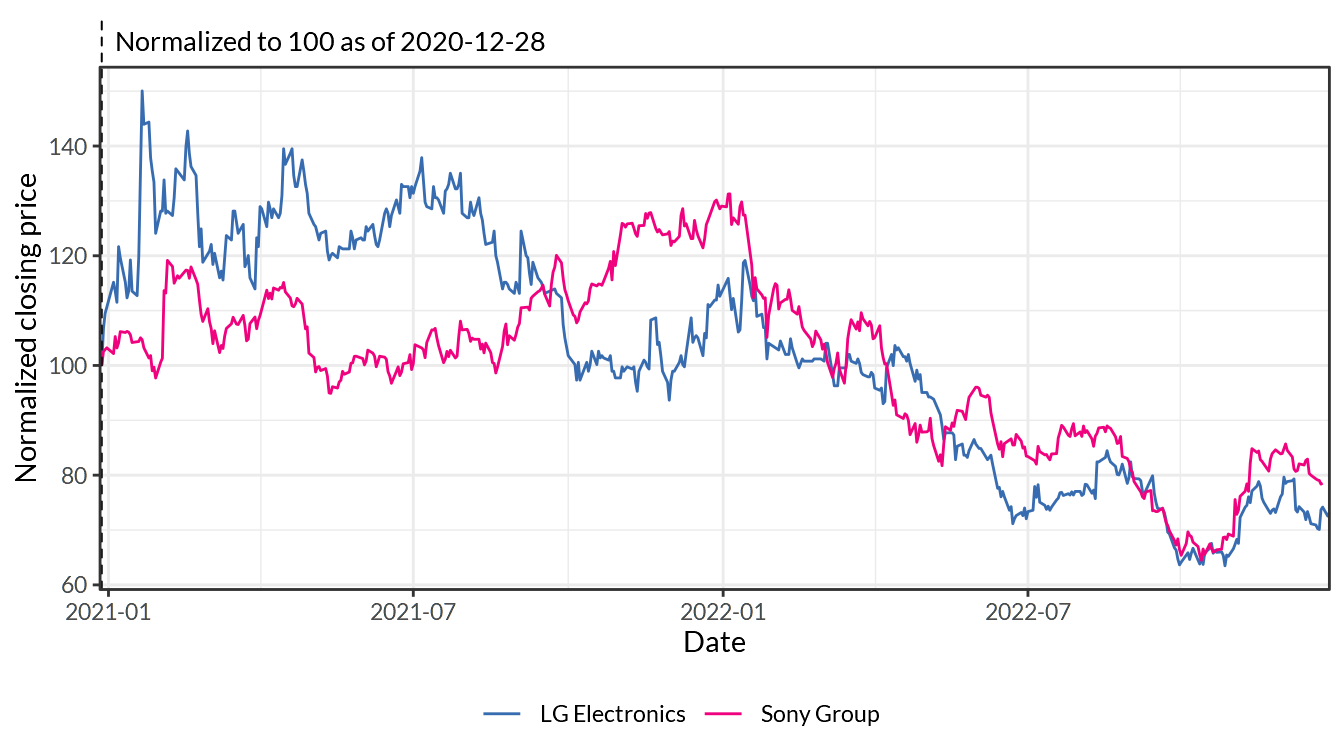 Normalized to 100 as of 2020-12-28
Normalized closing price
140
120
100
80
60
2021-01 2021-07 2022-01 2022-07
Date
LG Electronics Sony Group